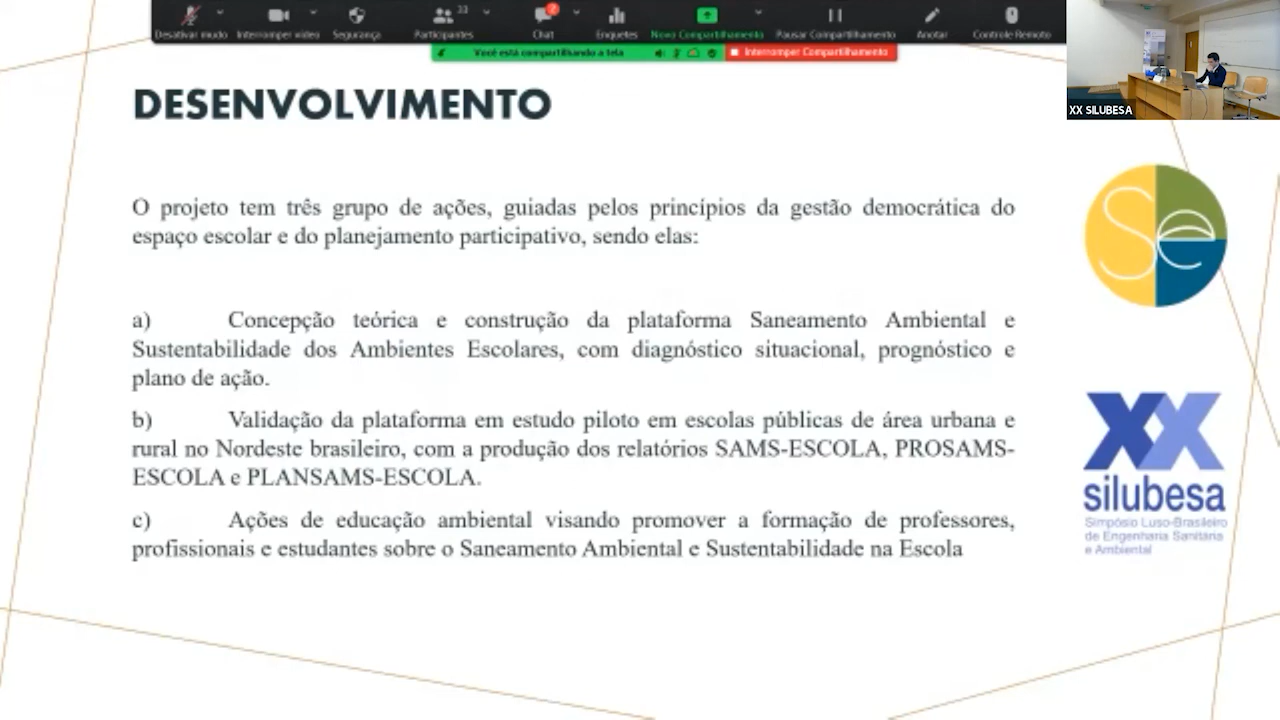 33
2
Desativar mudo
Interromper vídeo
Segurança
Participantes
Chat
Enquetes
Novo Compartilhamento
Pausar Compartilhamento
Anotar
Controle Remoto
Você está compartilhando a tela
Interromper Compartilhamento
XX SILUBESA
DESENVOLVIMENTO
O projeto tem três grupo de ações, guiadas pelos princípios da gestão democrática do
espaço escolar e do planejamento participativo, sendo elas:
a) Concepção teórica e construção da plataforma Saneamento Ambiental e
Sustentabilidade dos Ambientes Escolares, com diagnóstico situacional, prognóstico e
plano de ação.
b) Validação da plataforma em estudo piloto em escolas públicas de área urbana e
rural no Nordeste brasileiro, com a produção dos relatórios SAMS-ESCOLA, PROSAMS-
ESCOLA e PLANSAMS-ESCOLA.
c) Ações de educação ambiental visando promover a formação de professores,
profissionais e estudantes sobre o Saneamento Ambiental e Sustentabilidade na Escola
Se
XX
silubesa
Simpósio Luso-Brasileiro
de Engenharia Sanitária
e Ambiental